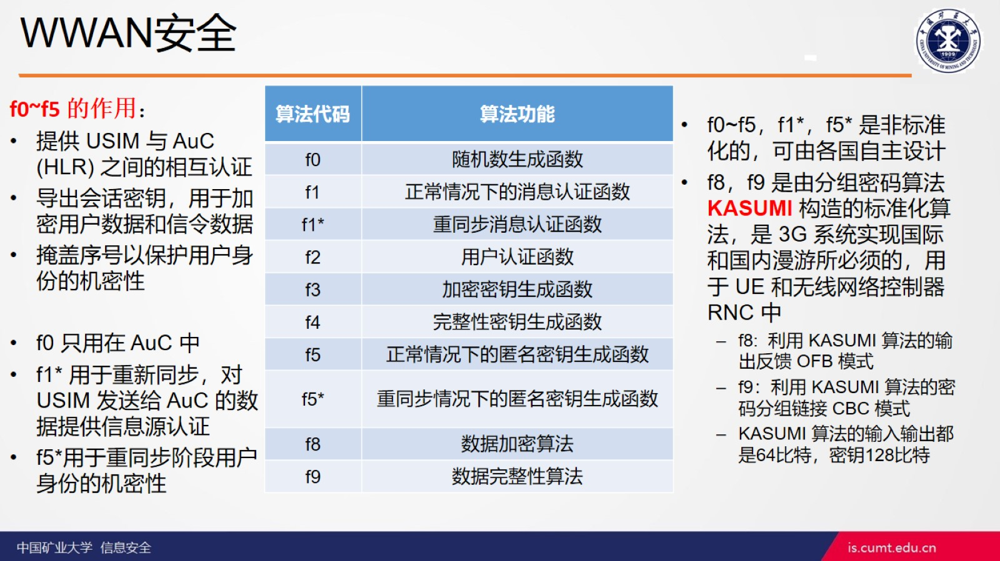 WWAN安全
中国矿业大学
CHINA UNIVERSITY OF MINING AND TECHNOLOGY
1909
f0~f5 的作用：
• 提供 USIM 与 AuC
(HLR) 之间的相互认证
• 导出会话密钥，用于加
密用户数据和信令数据
• 掩盖序号以保护用户身
份的机密性
• f0 只用在 AuC 中
• f1* 用于重新同步，对
USIM 发送给 AuC 的数
据提供信息源认证
• f5*用于重同步阶段用户
身份的机密性
算法代码 算法功能
f0 随机数生成函数
f1 正常情况下的消息认证函数
f1* 重同步消息认证函数
f2 用户认证函数
f3 加密密钥生成函数
f4 完整性密钥生成函数
f5 正常情况下的匿名密钥生成函数
f5* 重同步情况下的匿名密钥生成函数
f8 数据加密算法
f9 数据完整性算法
• f0~f5，f1*，f5* 是非标准
化的，可由各国自主设计
• f8，f9 是由分组密码算法
KASUMI 构造的标准化算
法，是 3G 系统实现国际
和国内漫游所必须的，用
于 UE 和无线网络控制器
RNC 中
– f8: 利用 KASUMI 算法的输
出反馈 OFB 模式
– f9：利用 KASUMI 算法的密
码分组链接 CBC 模式
– KASUMI 算法的输入输出都
是64比特，密钥128比特
中国矿业大学 信息安全
is.cumt.edu.cn